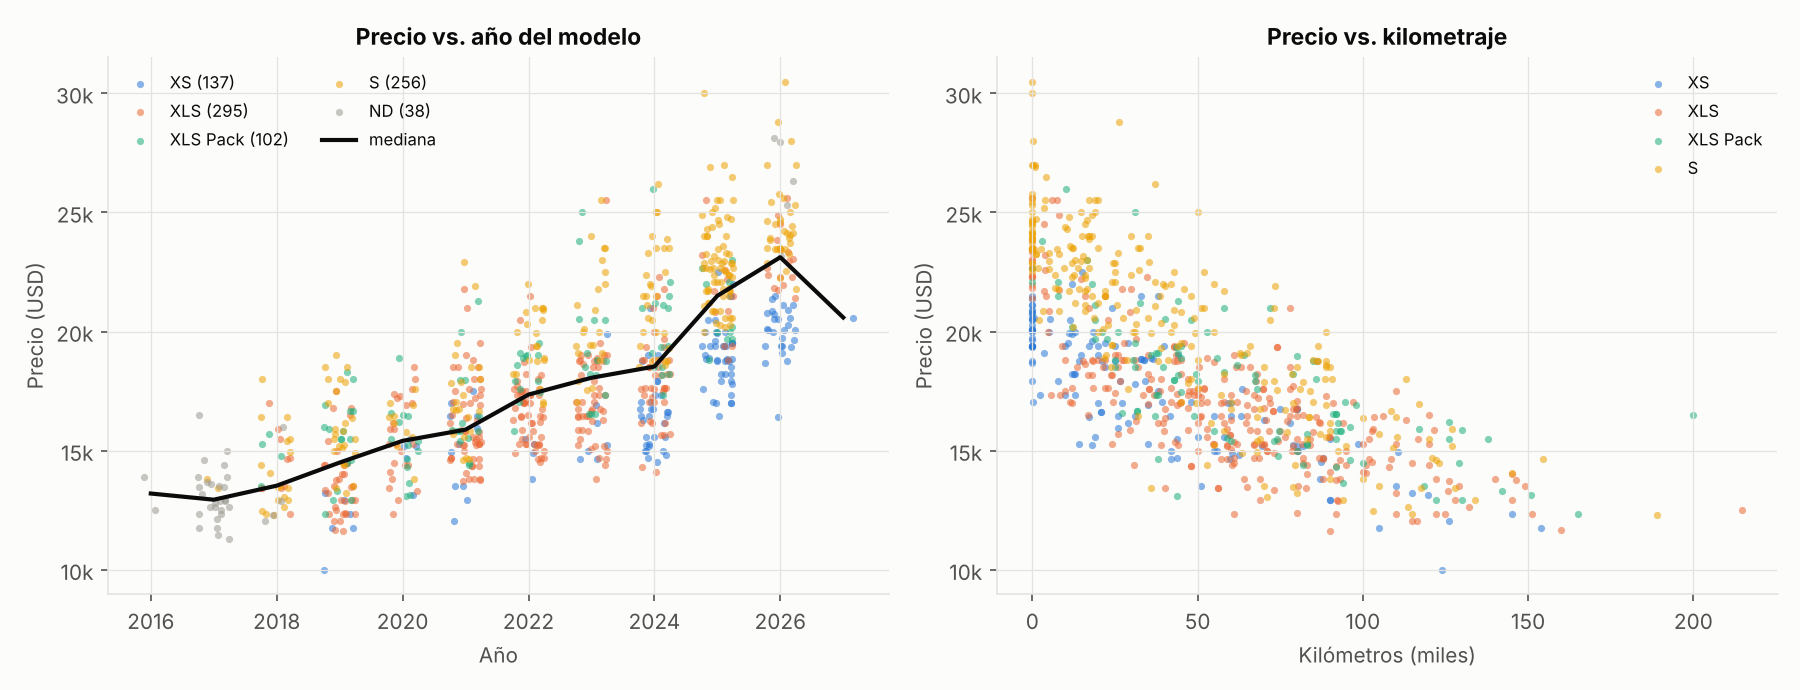 Precio vs. año del modelo
XS (137)
XLS (295)
XLS Pack (102)
S (256)
ND (38)
mediana
30k
25k
20k
15k
10k
Precio (USD)
2016 2018 2020 2022 2024 2026
Año
Precio vs. kilometraje
XS
XLS
XLS Pack
S
30k
25k
20k
15k
10k
Precio (USD)
0 50 100 150 200
Kilómetros (miles)